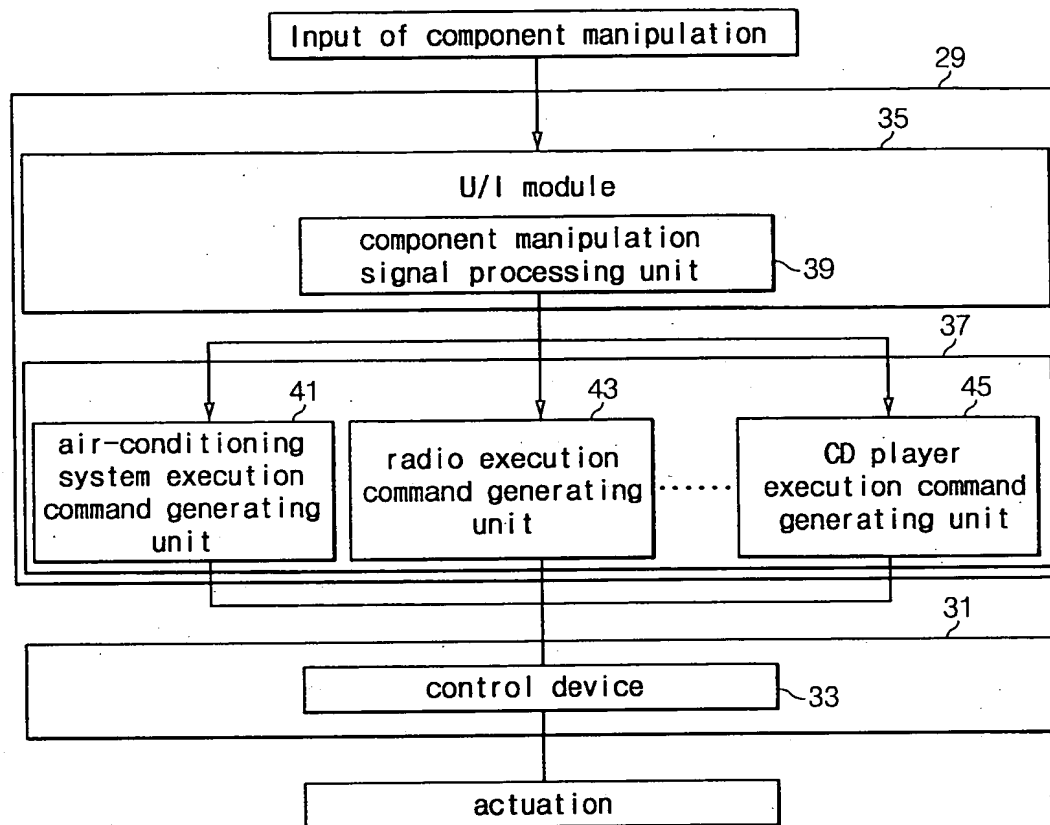 Input of component manipulation
29
35
U/I module
component manipulation
signal processing unit
39
37
41
43
45
air-conditioning
system execution
command generating
unit
radio execution
command generating
unit
CD player
execution command
generating unit
31
control device
33
actuation